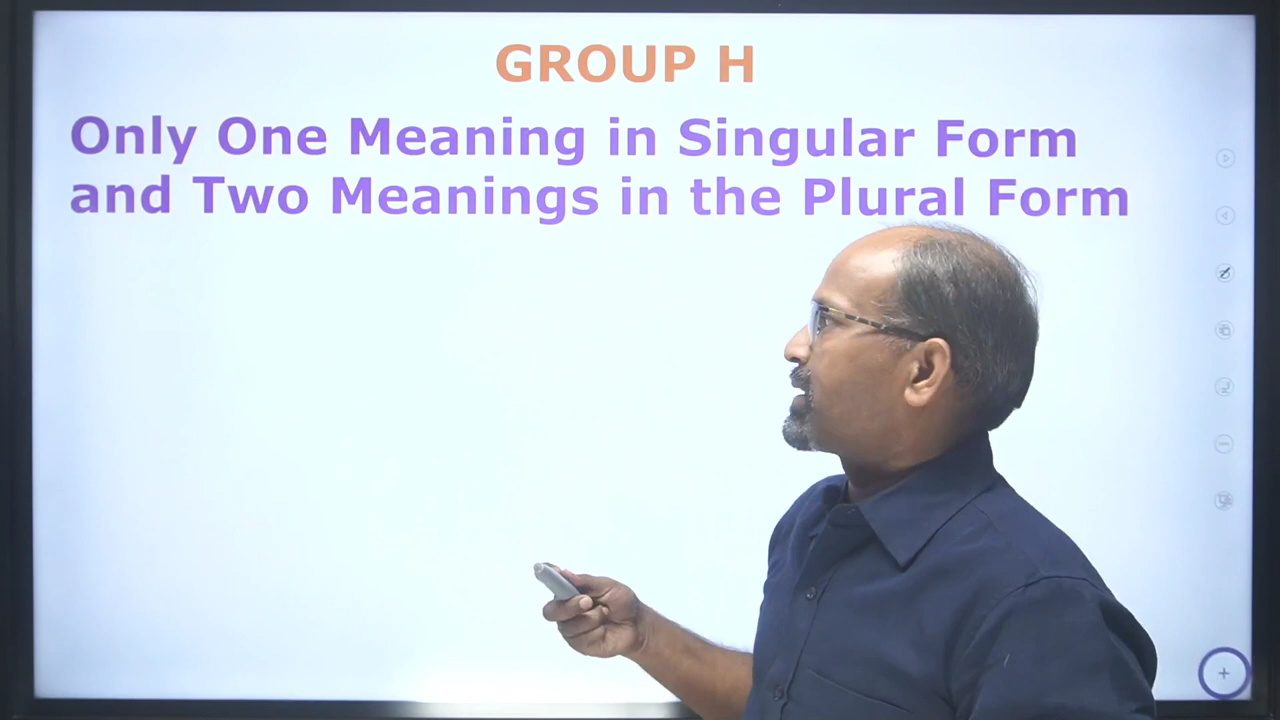 GROUP H
Only One Meaning in Singular Form
and Two Meanings in the Plural Form